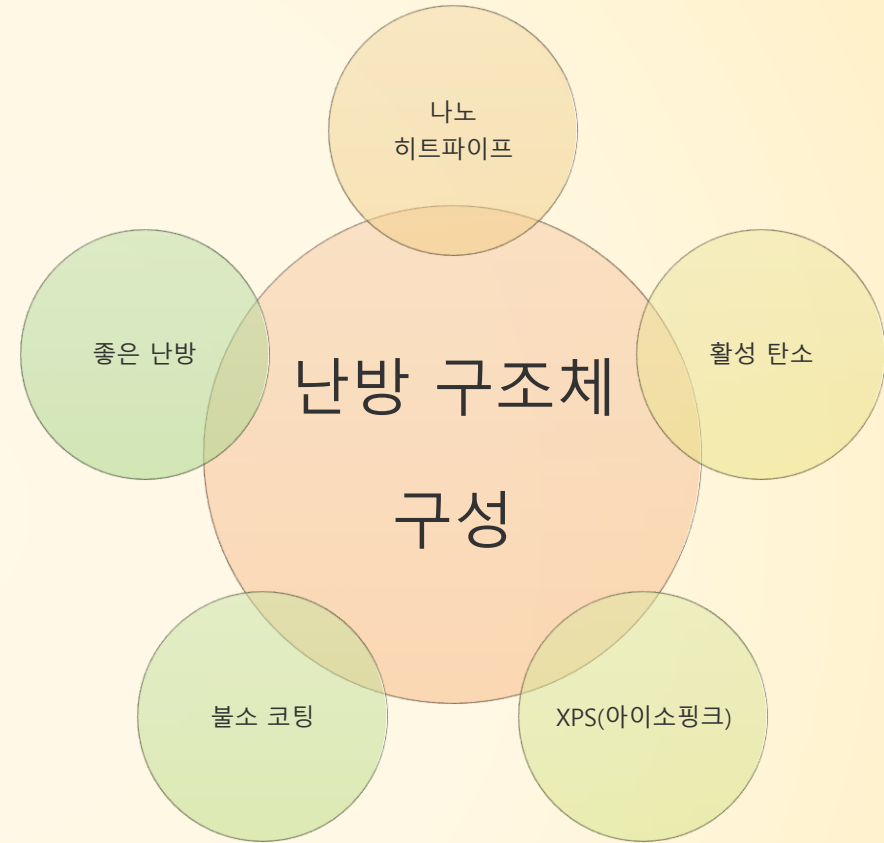 나노
히트파이프
좋은 난방
활성 탄소
난방 구조체
구성
불소 코팅
XPS(아이소핑크)